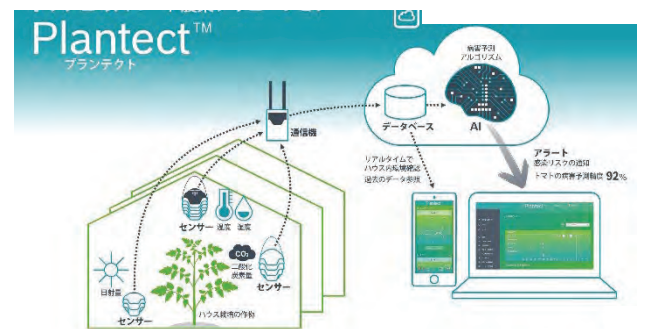 Plantect™
プランテクト
病害予測
アルゴリズム
通信機
データベース
AI
アラート
感染リスクの通知
トマトの病害予測精度 92%
リアルタイムで
ハウス内環境確認
過去のデータ参照
センサー
温度
湿度
CO₂
二酸化
炭素量
センサー
日射量
センサー
ハウス栽培の作物